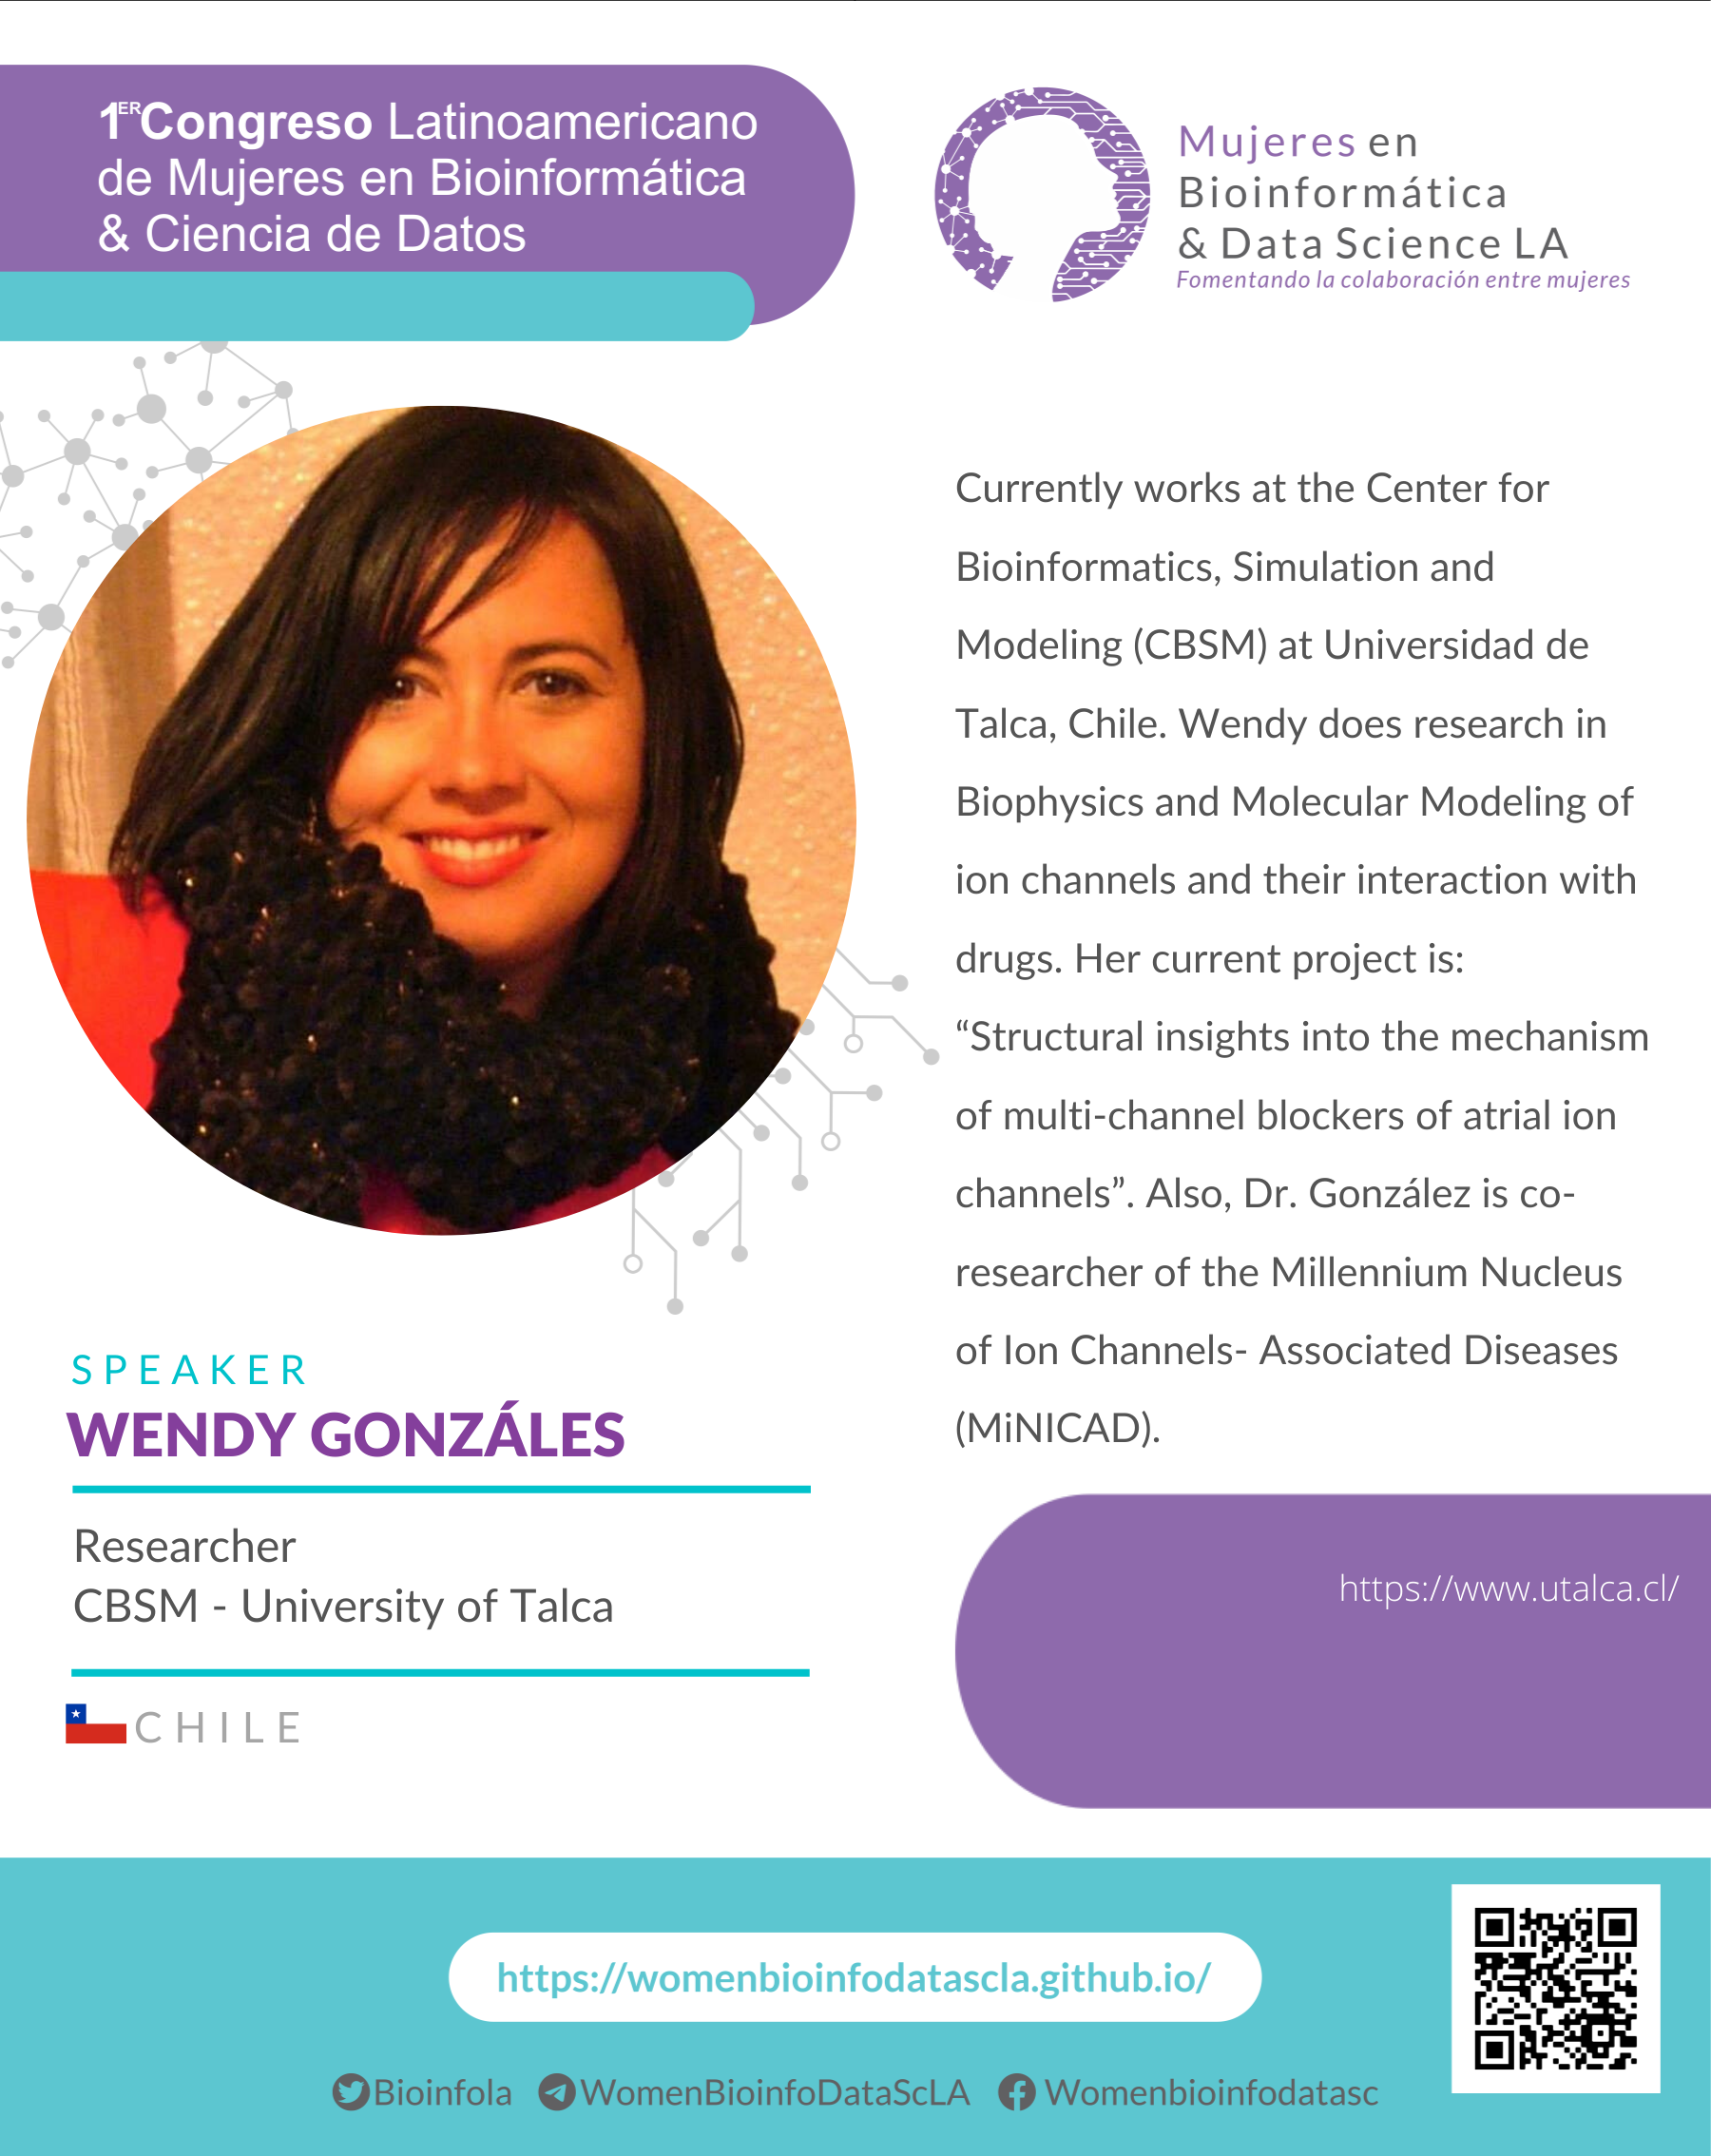 1ER Congreso Latinoamericano
de Mujeres en Bioinformática
& Ciencia de Datos
Mujeres en
Bioinformática
& Data Science LA
Fomentando la colaboración entre mujeres
Currently works at the Center for
Bioinformatics, Simulation and
Modeling (CBSM) at Universidad de
Talca, Chile. Wendy does research in
Biophysics and Molecular Modeling of
ion channels and their interaction with
drugs. Her current project is:
“Structural insights into the mechanism
of multi-channel blockers of atrial ion
channels”. Also, Dr. González is co-
researcher of the Millennium Nucleus
of Ion Channels- Associated Diseases
(MiNICAD).
SPEAKER
WENDY GONZÁLES
Researcher
CBSM - University of Talca
CHILE
https://www.utalca.cl/
https://womenbioinfodatascla.github.io/
Bioinfola WomenBioinfoDataScLA Womenbioinfodatasc